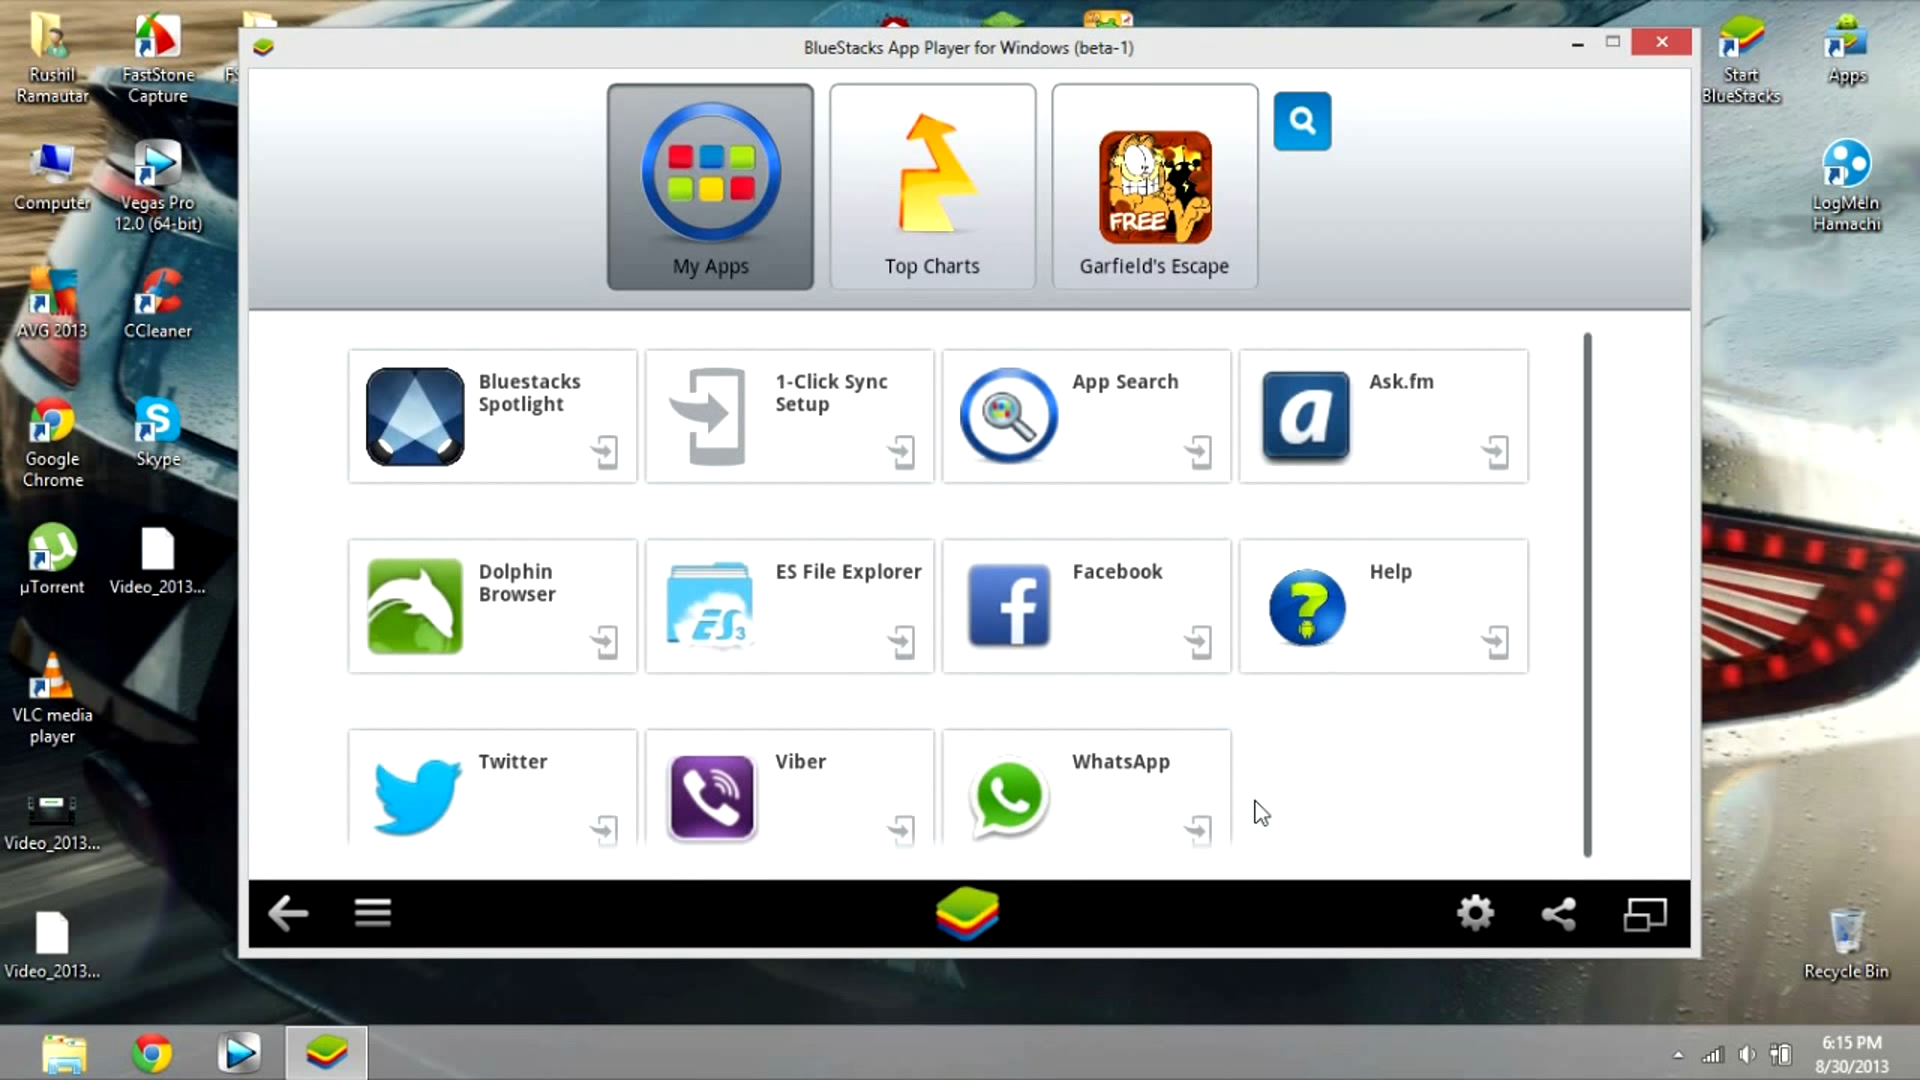 BlueStacks App Player for Windows (beta-1)
Rushil
Ramautar
FastStone
Capture
Computer
Vegas Pro
12.0 (64-bit)
AVG 2013
CCleaner
Google
Chrome
Skype
µTorrent
Video_2013...
VLC media
player
Video_2013...
Video_2013...
My Apps
Top Charts
FREE
Garfield's Escape
Bluestacks
Spotlight
1-Click Sync
Setup
App Search
a
Ask.fm
Dolphin
Browser
ES 3
ES File Explorer
f
Facebook
?
Help
Twitter
Viber
WhatsApp
Start
BlueStacks
Apps
LogMeIn
Hamachi
Recycle Bin
6:15 PM
8/30/2013